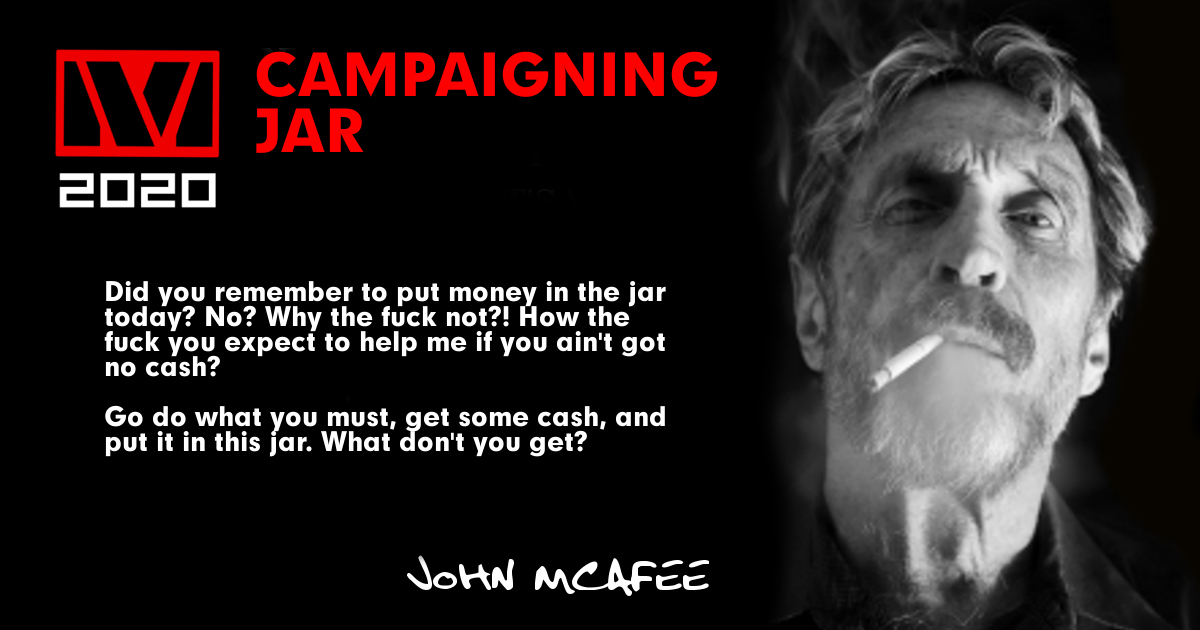 CAMPAIGNING
JAR
2020
Did you remember to put money in the jar
today? No? Why the fuck not?! How the
fuck you expect to help me if you ain't got
no cash?
Go do what you must, get some cash, and
put it in this jar. What don't you get?
JOHN MCAFEE